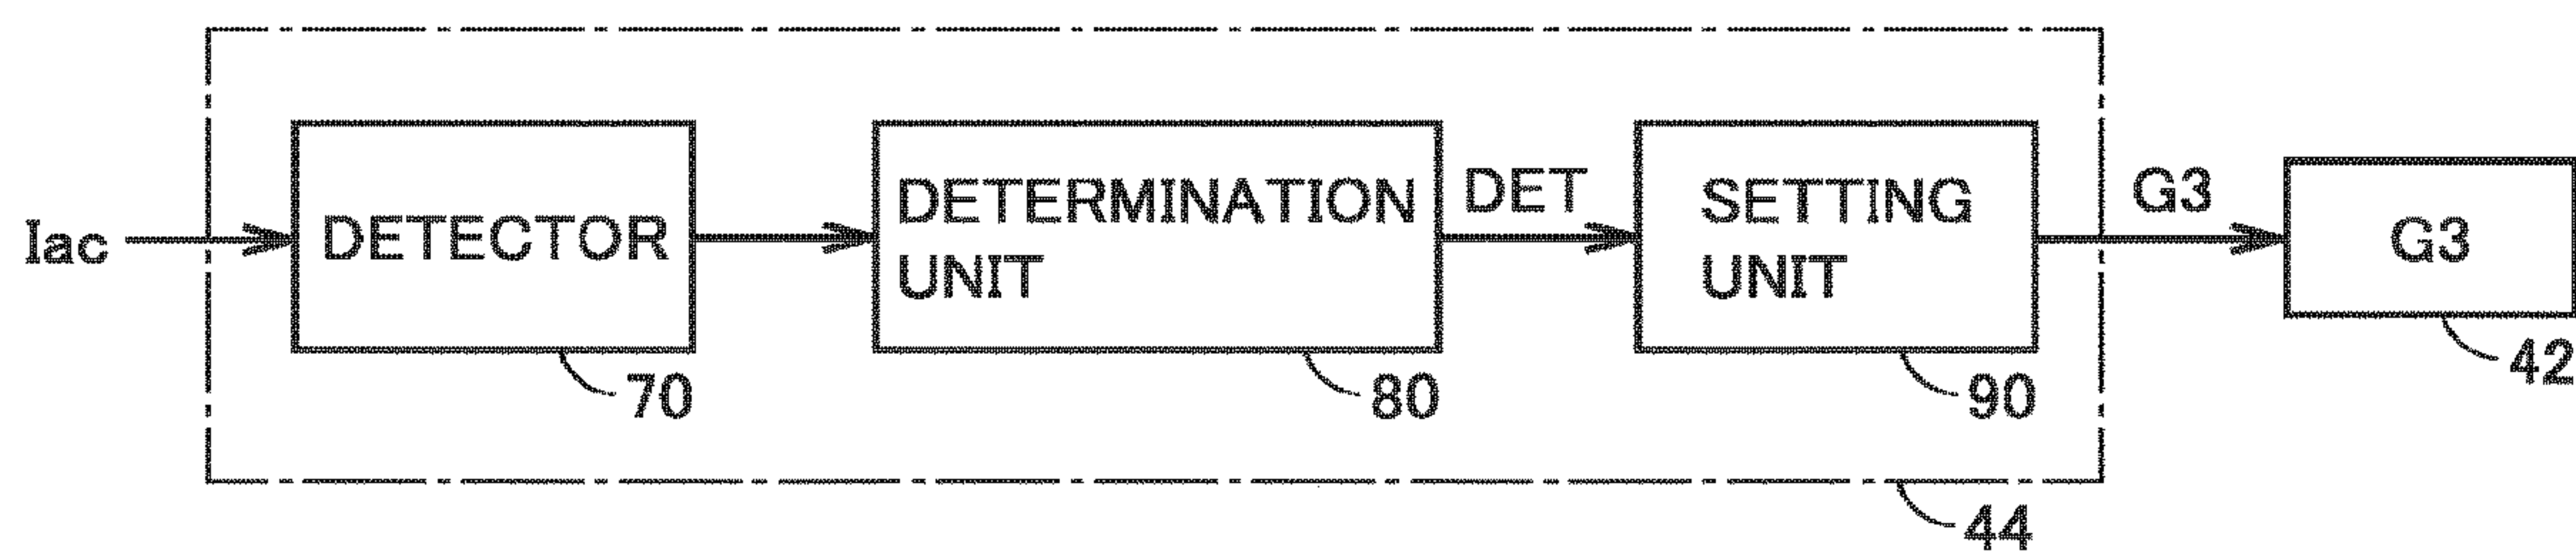 Iac
DETECTOR
70
DETERMINATION
UNIT
80
DET
SETTING
UNIT
90
G3
G3
42
44